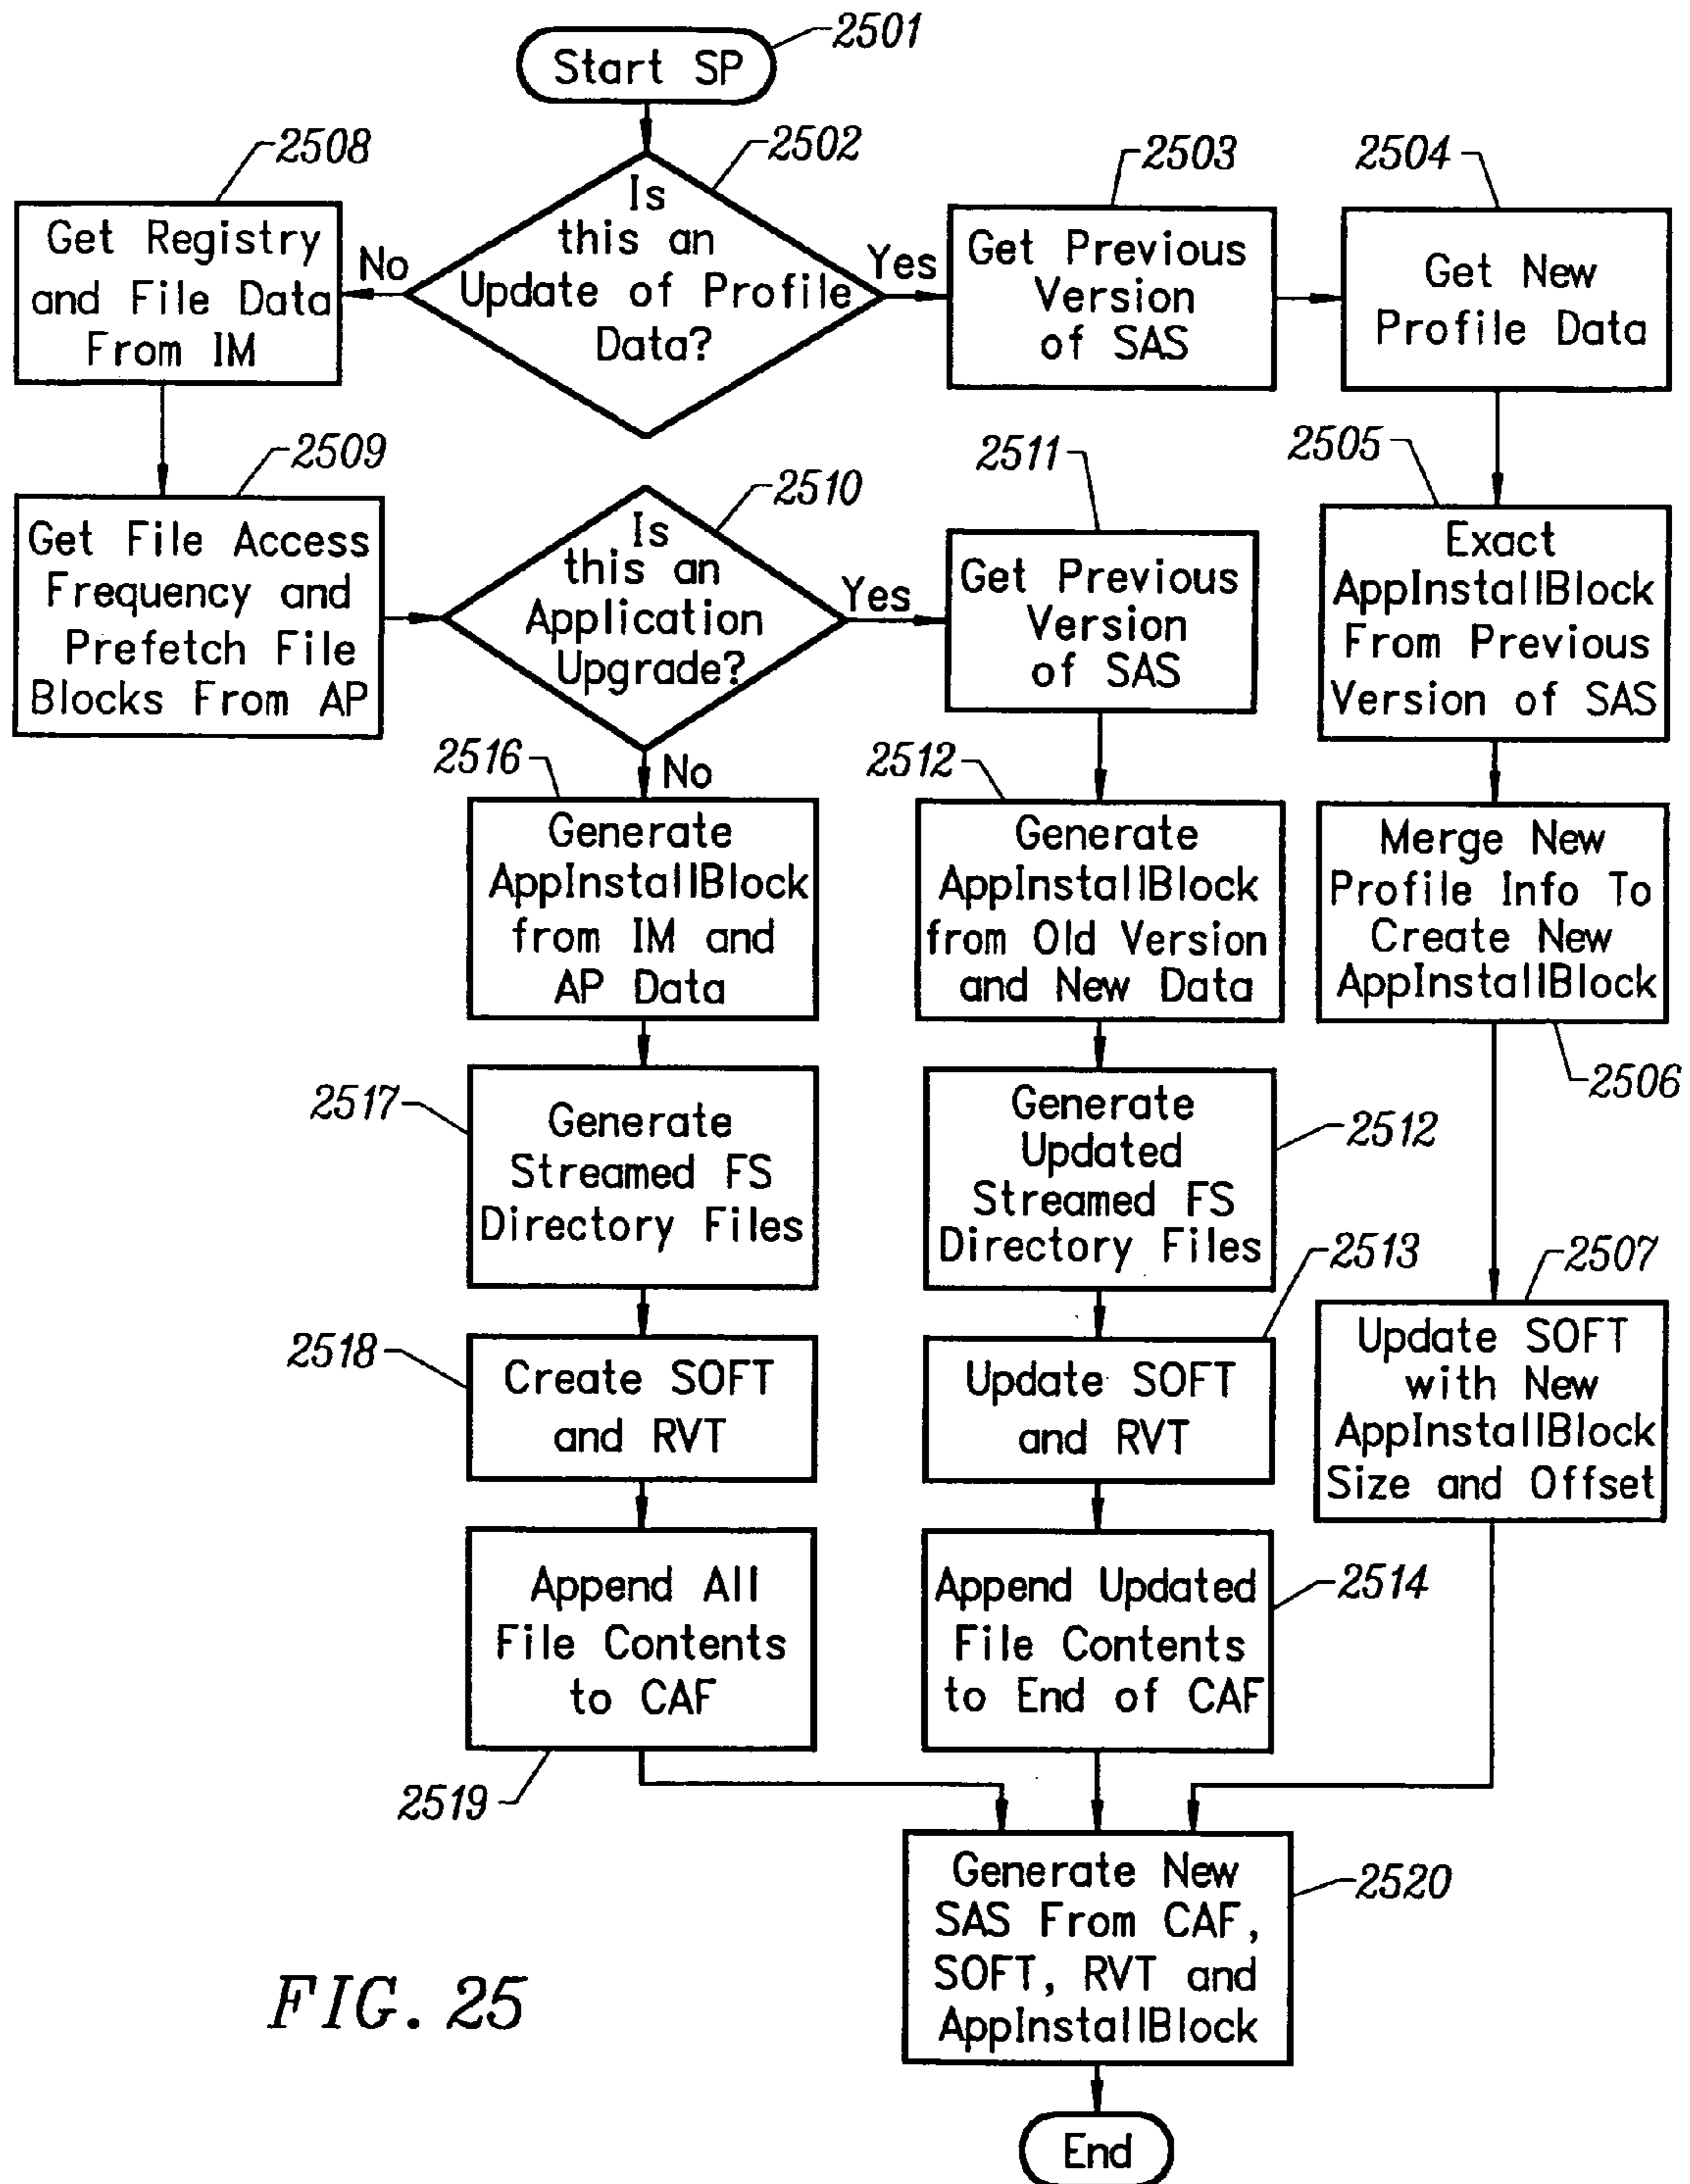 2501
Start SP
2508
2502
2503
2504
Get Registry
and File Data
From IM
No
Is
this an
Update of Profile
Data?
Yes
Get Previous
Version
of SAS
Get New
Profile Data
2509
2510
2511
2505
Get File Access
Frequency and
Prefetch File
Blocks From AP
Is
this an
Application
Upgrade?
Yes
Get Previous
Version
of SAS
Exact
AppInstallBlock
From Previous
Version of SAS
2516
No
2512
Generate
AppInstallBlock
from IM and
AP Data
Generate
AppInstallBlock
from Old Version
and New Data
Merge New
Profile Info To
Create New
AppInstallBlock
2506
2517
Generate
Streamed FS
Directory Files
Generate
Updated
Streamed FS
Directory Files
2512
2513
2507
2518
Create SOFT
and RVT
Update SOFT
and RVT
Update SOFT
with New
AppInstallBlock
Size and Offset
Append All
File Contents
to CAF
Append Updated
File Contents
to End of CAF
2514
2519
Generate New
SAS From CAF,
SOFT, RVT and
AppInstallBlock
2520
FIG. 25
End